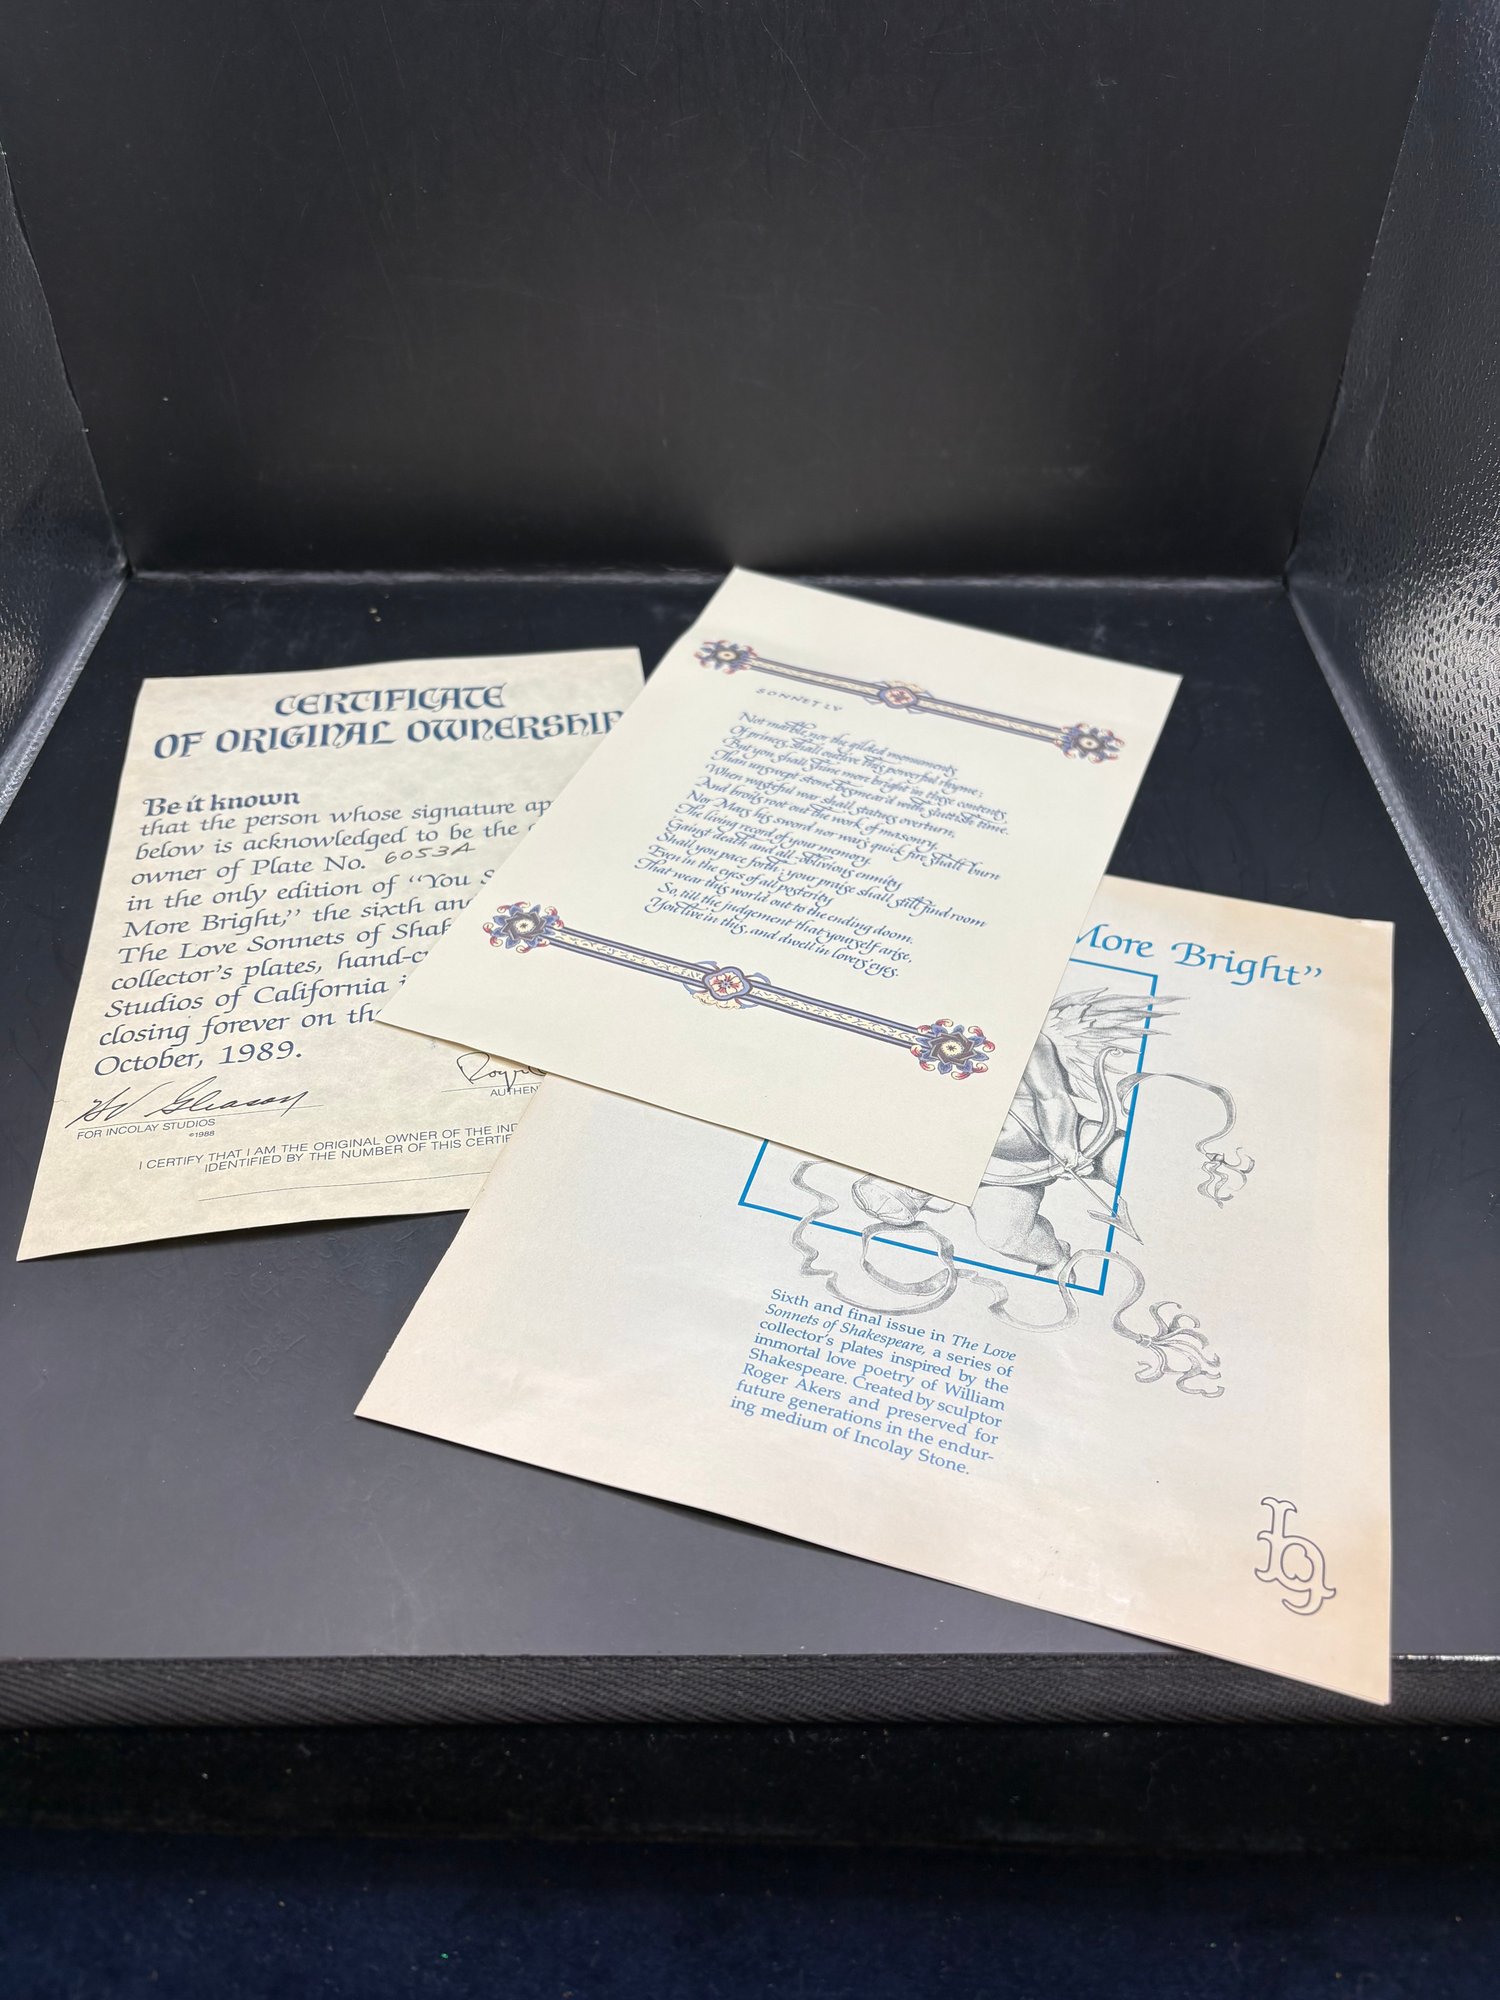 CERTIFICATE
OF ORIGINAL OWNERSHIP
Be it known
that the person whose signature ap
below is acknowledged to be the
owner of Plate No. 6053A
in the only edition of “You S
More Bright,” the sixth an
The Love Sonnets of Shak
collector's plates, hand-c
Studios of California i
closing forever on th
October, 1989.
Gleason
FOR INCOLAY STUDIOS
©1988
AUTHEN
I CERTIFY THAT I AM THE ORIGINAL OWNER OF THE IND
IDENTIFIED BY THE NUMBER OF THIS CERTIF
SONNET LV
Not marble, nor the gilded monuments
Of princes, shall outlive this powerful rhyme;
But you shall shine more bright in these contents
Than unswept stone, besmear'd with sluttish time.
When wasteful war shall statues overturn,
And broils root out the work of masonry,
Nor Mars his sword nor war's quick fire shall burn
The living record of your memory.
'Gainst death and all-oblivious enmity
Shall you pace forth; your praise shall still find room
Even in the eyes of all posterity
That wear this world out to the ending doom.
So, till the judgement that yourself arise,
You live in this, and dwell in lovers' eyes.
More Bright”
Sixth and final issue in The Love
Sonnets of Shakespeare, a series of
collector's plates inspired by the
immortal love poetry of William
Shakespeare. Created by sculptor
Roger Akers and preserved for
future generations in the endur-
ing medium of Incolay Stone.